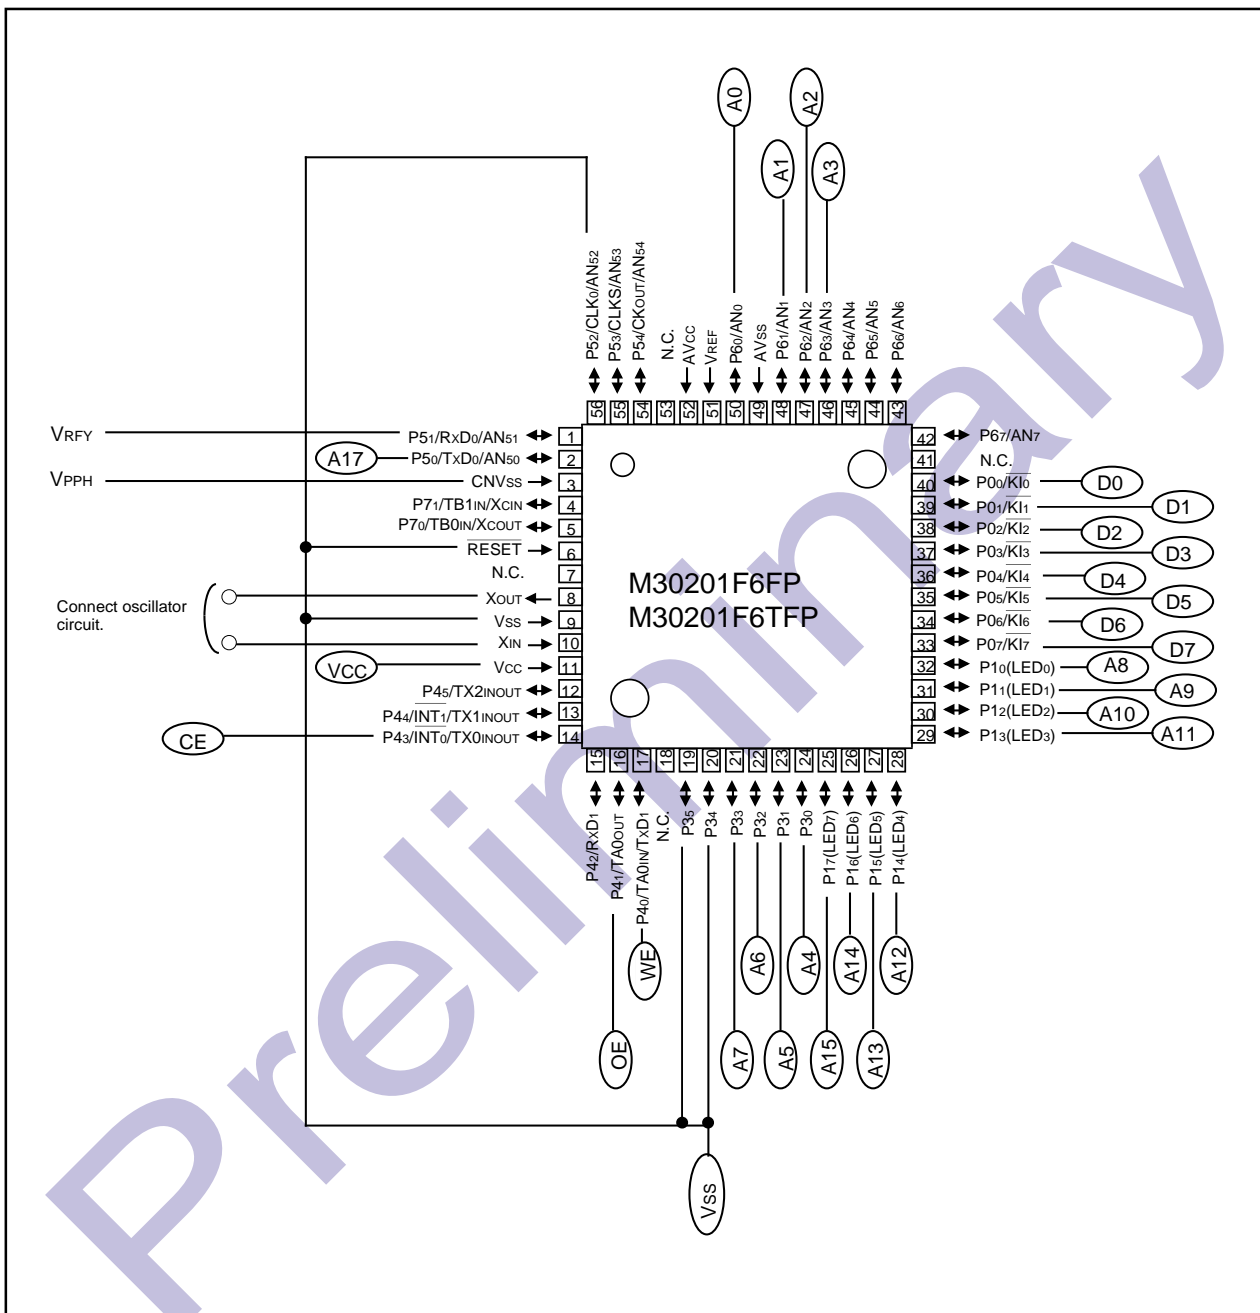 A0
A2
A1
A3
P52/CLK0/AN52
P53/CLKS/AN53
P54/CKOUT/AN54
N.C.
AVCC
VREF
P60/AN0
AVSS
P61/AN1
P62/AN2
P63/AN3
P64/AN4
P65/AN5
P66/AN6
56 55 54 53 52 51 50 49 48 47 46 45 44 43
VRFY P51/RXD0/AN51 1
A17 P50/TXD0/AN50 2
VPPH CNVSS 3
P71/TB1IN/XCIN 4
P70/TB0IN/XCOUT 5
RESET 6
N.C. 7
XOUT 8
Connect oscillator
circuit.
VSS 9
XIN 10
VCC VCC 11
P45/TX2INOUT 12
P44/INT1/TX1INOUT 13
CE P43/INT0/TX0INOUT 14
M30201F6FP
M30201F6TFP
42 P67/AN7
41 N.C.
40 P00/KI0 D0
39 P01/KI1 D1
38 P02/KI2 D2
37 P03/KI3 D3
36 P04/KI4 D4
35 P05/KI5 D5
34 P06/KI6 D6
33 P07/KI7 D7
32 P10(LED0) A8
31 P11(LED1) A9
30 P12(LED2) A10
29 P13(LED3) A11
15 16 17 18 19 20 21 22 23 24 25 26 27 28
P42/RXD1
P41/TA0OUT
P40/TA0IN/TXD1
N.C.
P35
P34
P33
P32
P31
P30
P17(LED7)
P16(LED6)
P15(LED5)
P14(LED4)
WE
A6
A4
A14
A12
OE
A7
A5
A15
A13
VSS
Preliminary